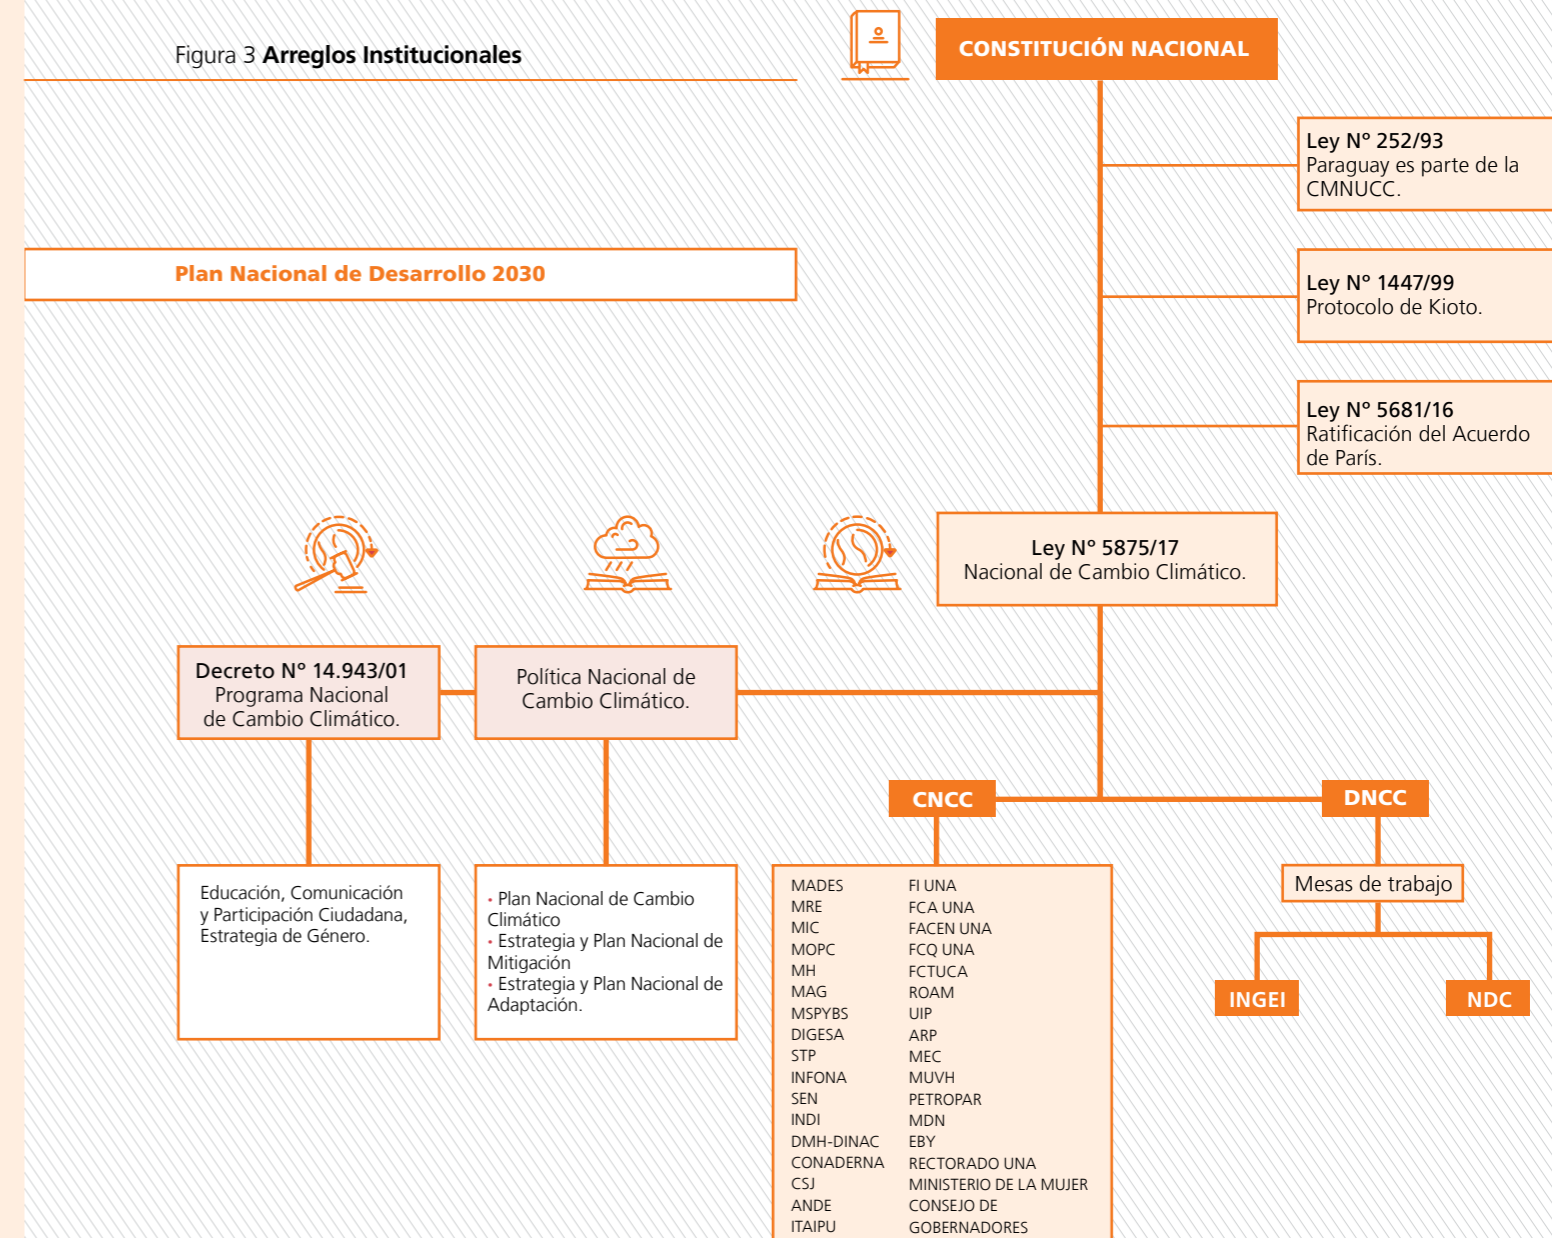 Figura 3 Arreglos Institucionales
CONSTITUCIÓN NACIONAL
Ley Nº 252/93
Paraguay es parte de la
CMNUCC.
Plan Nacional de Desarrollo 2030
Ley Nº 1447/99
Protocolo de Kioto.
Ley Nº 5681/16
Ratificación del Acuerdo
de París.
Ley Nº 5875/17
Nacional de Cambio Climático.
Decreto Nº 14.943/01
Programa Nacional
de Cambio Climático.
Política Nacional de
Cambio Climático.
CNCC
DNCC
Educación, Comunicación
y Participación Ciudadana,
Estrategia de Género.
• Plan Nacional de Cambio
Climático
• Estrategia y Plan Nacional de
Mitigación
• Estrategia y Plan Nacional de
Adaptación.
MADES
MRE
MIC
MOPC
MH
MAG
MSPYBS
DIGESA
STP
INFONA
SEN
INDI
DMH-DINAC
CONADERNA
CSJ
ANDE
ITAIPU
FI UNA
FCA UNA
FACEN UNA
FCQ UNA
FCTUCA
ROAM
UIP
ARP
MEC
MUVH
PETROPAR
MDN
EBY
RECTORADO UNA
MINISTERIO DE LA MUJER
CONSEJO DE
GOBERNADORES
Mesas de trabajo
INGEI
NDC